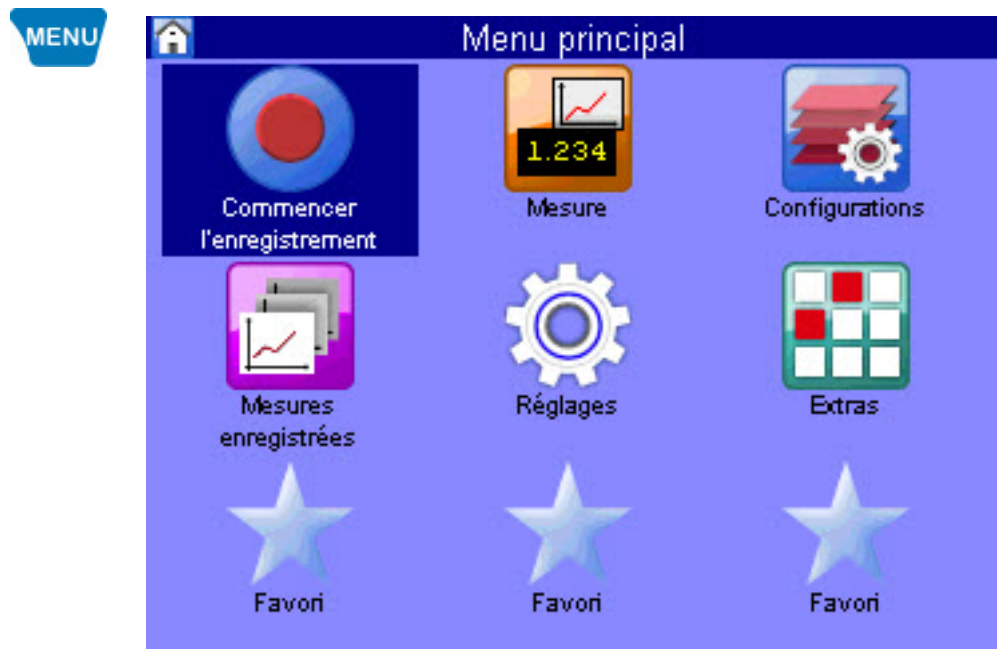 MENU
Menu principal
1.234
Commencer
l'enregistrement
Mesure
Configurations
Mesures
enregistrées
Réglages
Extras
Favori
Favori
Favori